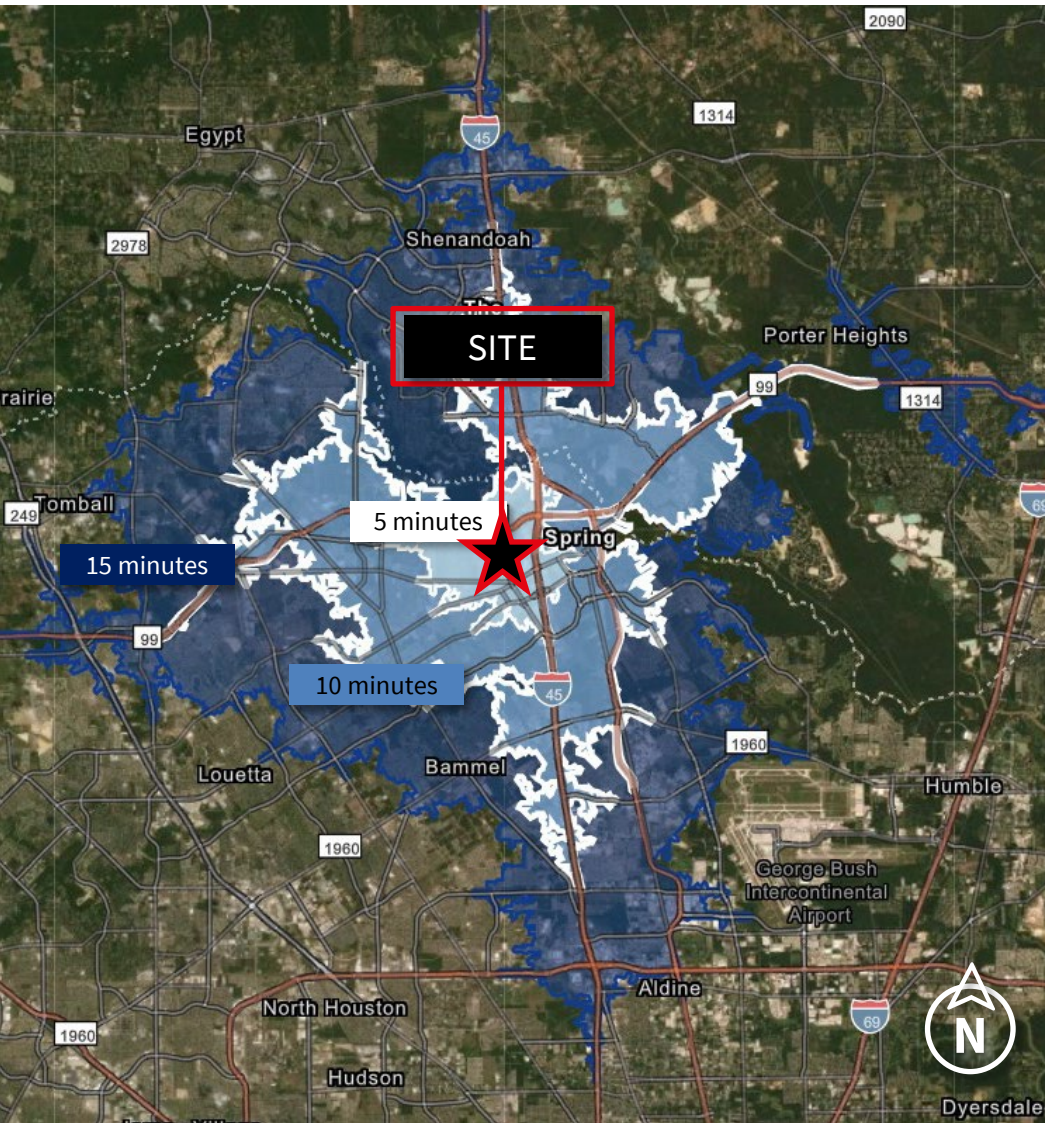 2090
1314
45
Egypt
2978
Shenandoah
The
SITE
Porter Heights
99
rairie
1314
249
Tomball
69
5 minutes
Spring
15 minutes
99
10 minutes
45
1960
Louetta
Bammel
Humble
1960
George Bush
Intercontinental
Airport
Aldine
North Houston
69
1960
N
Hudson
Dyersdale